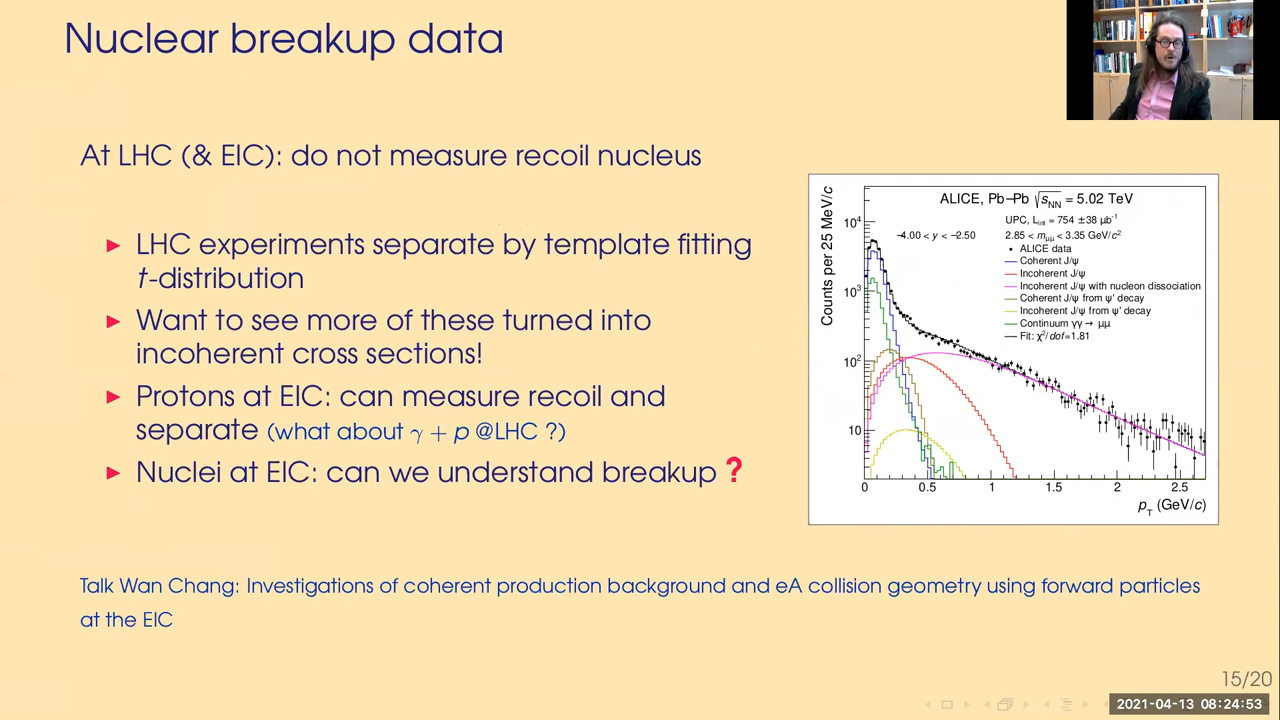 Nuclear breakup data
At LHC (& EIC): do not measure recoil nucleus
► LHC experiments separate by template fitting
t-distribution
► Want to see more of these turned into
incoherent cross sections!
► Protons at EIC: can measure recoil and
separate (what about γ + p @LHC ?)
► Nuclei at EIC: can we understand breakup ?
ALICE, Pb−Pb √sNN = 5.02 TeV
UPC, Lint = 754 ±38 μb-1
−4.00 < y < −2.50
2.85 < mμμ < 3.35 GeV/c2
ALICE data
Coherent J/ψ
Incoherent J/ψ
Incoherent J/ψ with nucleon dissociation
Coherent J/ψ from ψ' decay
Incoherent J/ψ from ψ' decay
Continuum γγ → μμ
Fit: χ2/dof=1.81
Counts per 25 MeV/c
104
103
102
10
0 0.5 1 1.5 2 2.5
pT (GeV/c)
Talk Wan Chang: Investigations of coherent production background and eA collision geometry using forward particles
at the EIC
15/20
2021-04-13 08:24:53